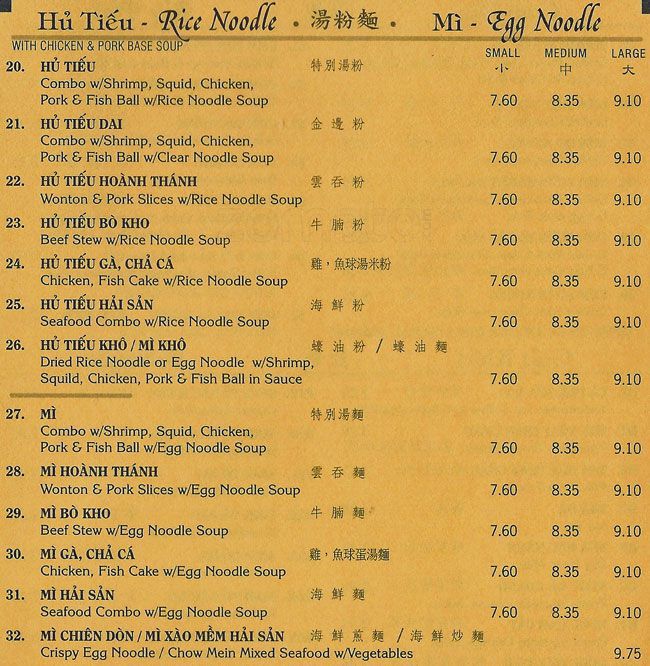 Hủ Tiếu - Rice Noodle • 湯粉麵 • Mì - Egg Noodle
WITH CHICKEN & PORK BASE SOUP SMALL MEDIUM LARGE
小 中 大
20. HỦ TIẾU 特別湯粉
Combo w/Shrimp, Squid, Chicken,
Pork & Fish Ball w/Rice Noodle Soup 7.60 8.35 9.10
21. HỦ TIẾU DAI 金邊粉
Combo w/Shrimp, Squid, Chicken,
Pork & Fish Ball w/Clear Noodle Soup 7.60 8.35 9.10
22. HỦ TIẾU HOÀNH THÁNH 雲吞粉
Wonton & Pork Slices w/Rice Noodle Soup 7.60 8.35 9.10
23. HỦ TIẾU BÒ KHO 牛腩粉
Beef Stew w/Rice Noodle Soup 7.60 8.35 9.10
24. HỦ TIẾU GÀ, CHẢ CÁ 雞，魚球湯米粉
Chicken, Fish Cake w/Rice Noodle Soup 7.60 8.35 9.10
25. HỦ TIẾU HẢI SẢN 海鮮粉
Seafood Combo w/Rice Noodle Soup 7.60 8.35 9.10
26. HỦ TIẾU KHÔ / MÌ KHÔ 蠔油粉 / 蠔油麵
Dried Rice Noodle or Egg Noodle w/Shrimp,
Squild, Chicken, Pork & Fish Ball in Sauce 7.60 8.35 9.10
27. MÌ 特別湯麵
Combo w/Shrimp, Squid, Chicken,
Pork & Fish Ball w/Egg Noodle Soup 7.60 8.35 9.10
28. MÌ HOÀNH THÁNH 雲吞麵
Wonton & Pork Slices w/Egg Noodle Soup 7.60 8.35 9.10
29. MÌ BÒ KHO 牛腩麵
Beef Stew w/Egg Noodle Soup 7.60 8.35 9.10
30. MÌ GÀ, CHẢ CÁ 雞，魚球蛋湯麵
Chicken, Fish Cake w/Egg Noodle Soup 7.60 8.35 9.10
31. MÌ HẢI SẢN 海鮮麵
Seafood Combo w/Egg Noodle Soup 7.60 8.35 9.10
32. MÌ CHIÊN DÒN / MÌ XÀO MỀM HẢI SẢN 海鮮煎麵 / 海鮮炒麵
Crispy Egg Noodle / Chow Mein Mixed Seafood w/Vegetables 9.75